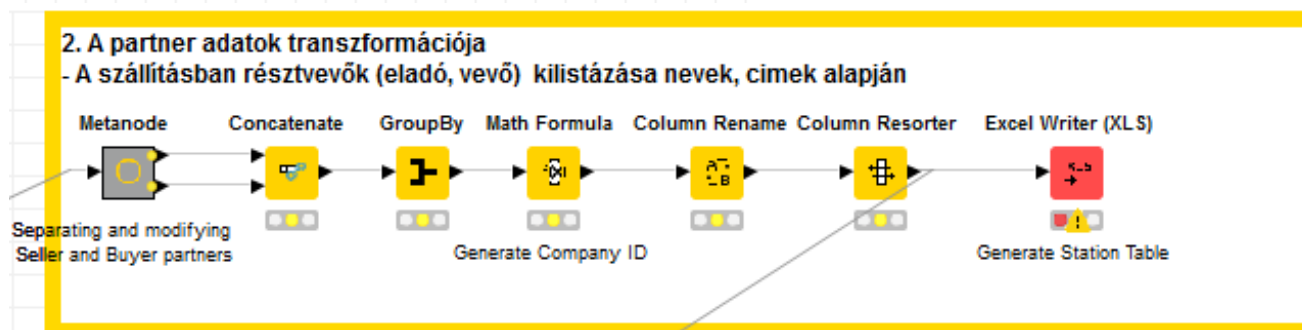 2. A partner adatok transzformációja
- A szállításban résztvevők (eladó, vevő) kilistázása nevek, cimek alapján
Metanode
Concatenate
GroupBy
Math Formula
Column Rename
Column Resorter
Excel Writer (XLS)
Separating and modifying
Seller and Buyer partners
Generate Company ID
Generate Station Table